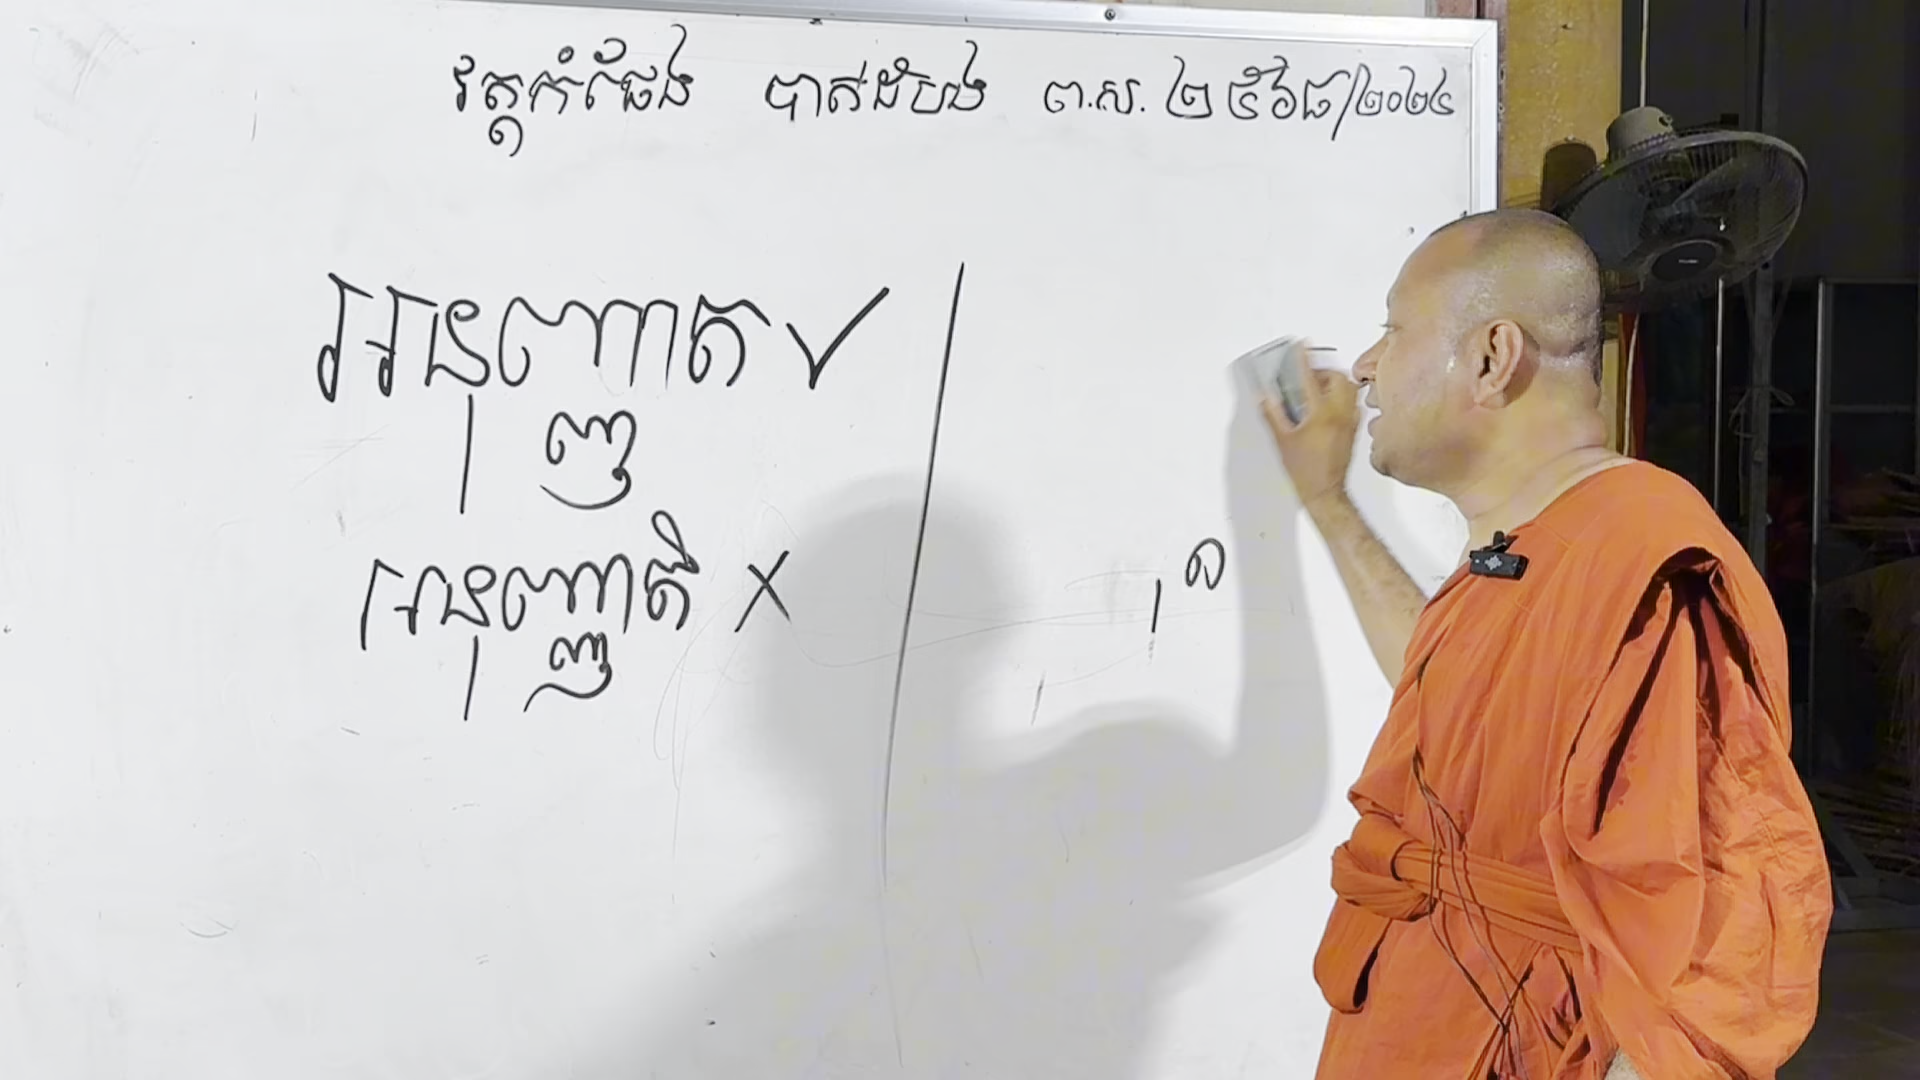 វត្តកំផែង បាត់ដំបង ព.ស. ២៥៦៨/២០២៤
អនុញ្ញាត ✓
អនុញ្ញាតិ ✗